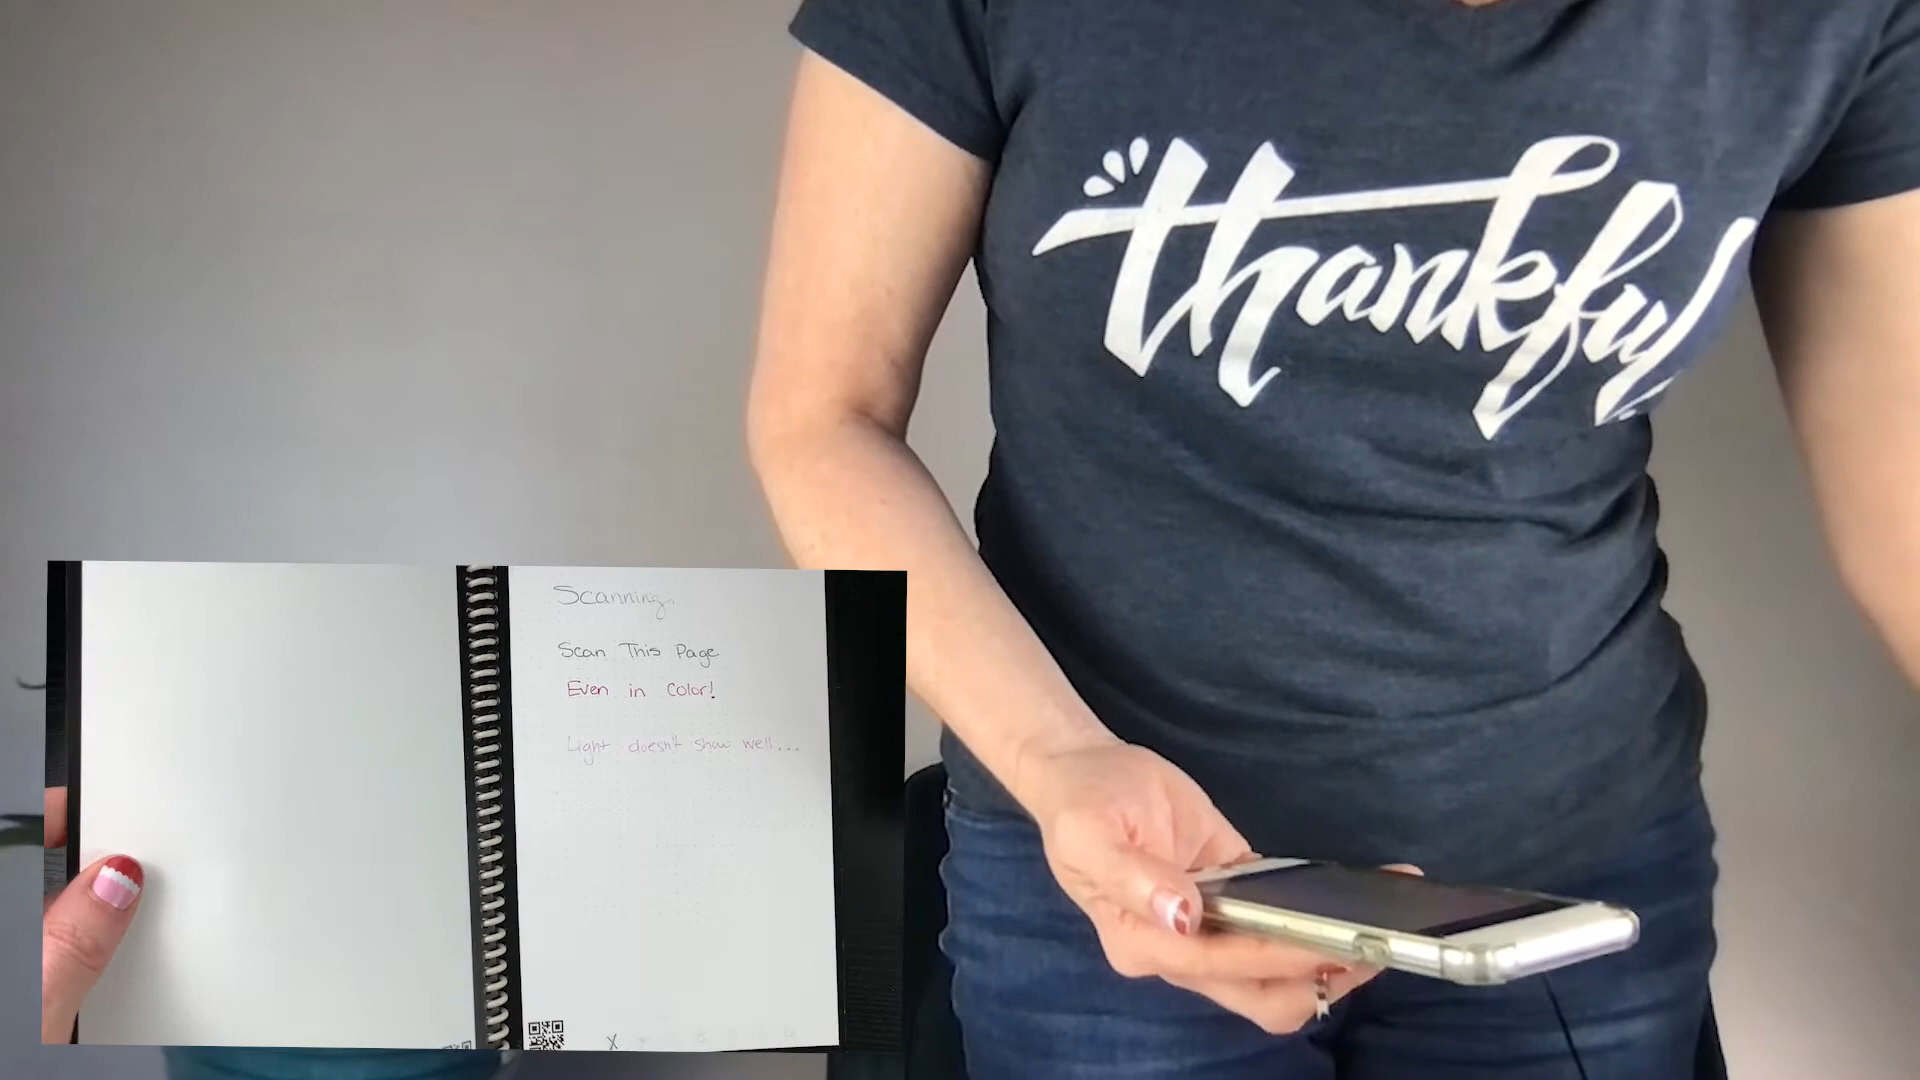 thankful
Scanning
Scan This Page
Even in Color!
Light doesn't show well...
X